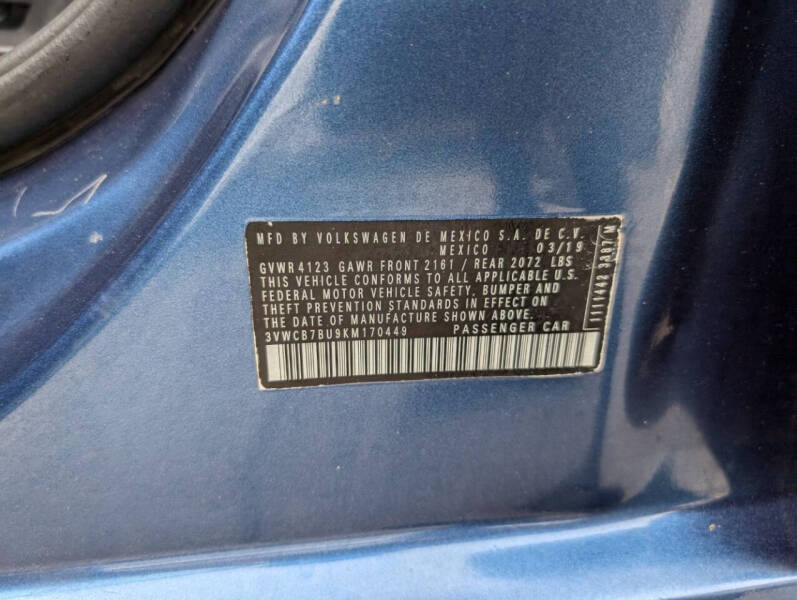 MFD BY VOLKSWAGEN DE MEXICO S.A. DE C.V.
MEXICO 03/19
GVWR 4123 GAWR FRONT 2161 / REAR 2072 LBS
THIS VEHICLE CONFORMS TO ALL APPLICABLE U.S.
FEDERAL MOTOR VEHICLE SAFETY, BUMPER AND
THEFT PREVENTION STANDARDS IN EFFECT ON
THE DATE OF MANUFACTURE SHOWN ABOVE.
3VWCB7BU9KM170449 PASSENGER CAR
1111442 3A87 M